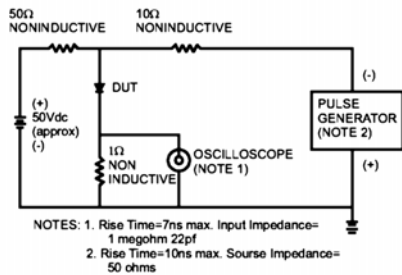 50Ω
NONINDUCTIVE
10Ω
NONINDUCTIVE
(-)
DUT
PULSE
GENERATOR
(NOTE 2)
(+)
50Vdc
(approx)
(-)
1Ω
NON
INDUCTIVE
OSCILLOSCOPE
(NOTE 1)
(+)
NOTES: 1. Rise Time=7ns max. Input Impedance=
1 megohm 22pf
2. Rise Time=10ns max. Sourse Impedance=
50 ohms